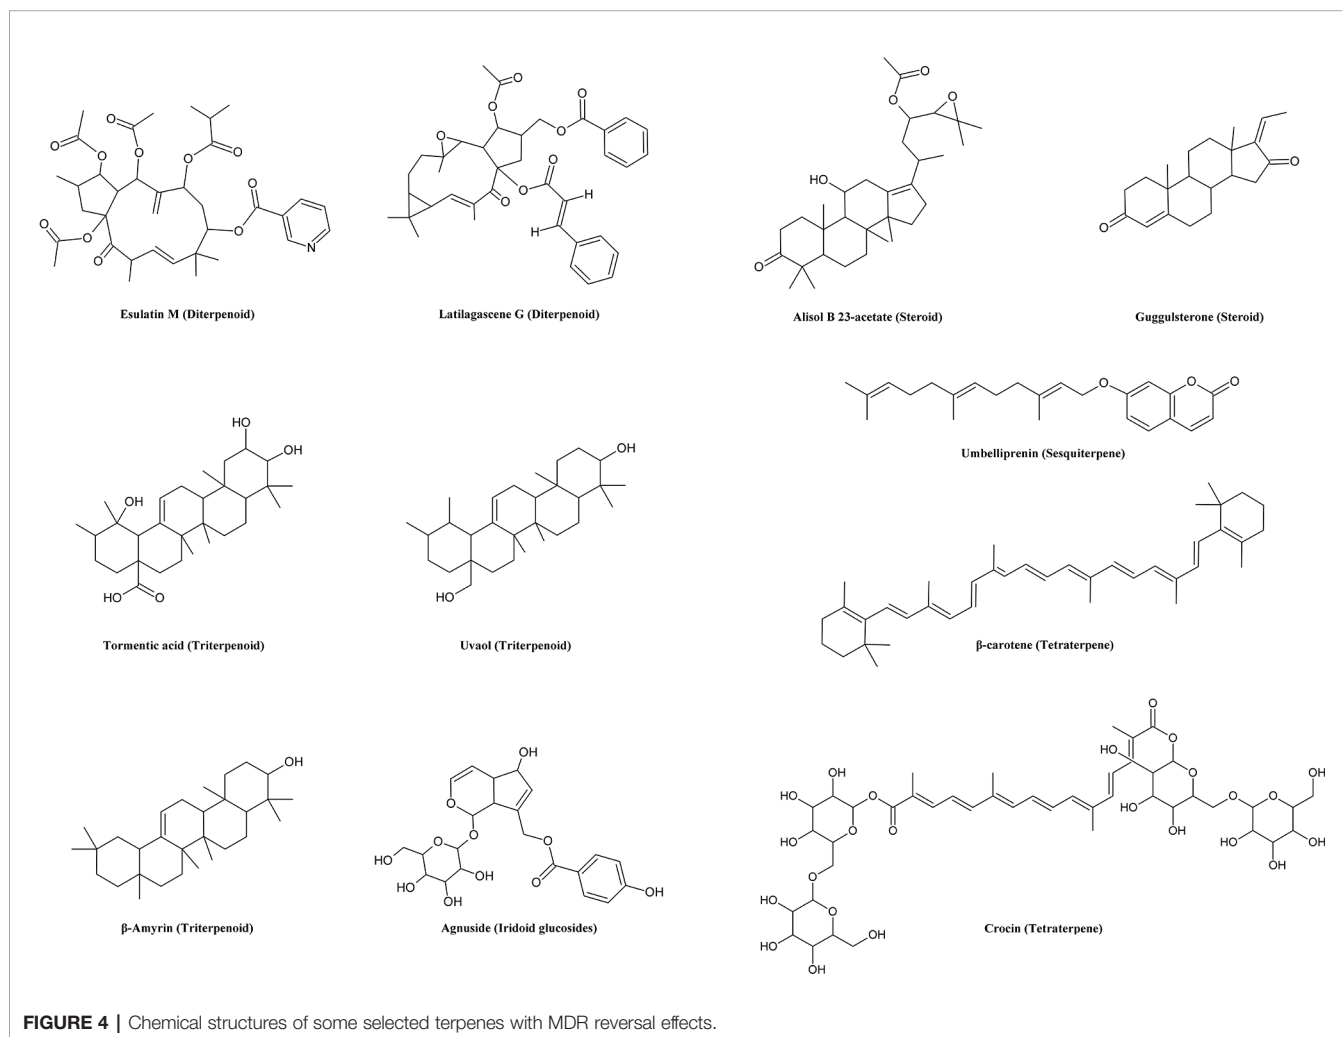 Esulatin M (Diterpenoid)
Latilagascene G (Diterpenoid)
Alisol B 23-acetate (Steroid)
Guggulsterone (Steroid)
Umbelliprenin (Sesquiterpene)
Tormentic acid (Triterpenoid)
Uvaol (Triterpenoid)
β-carotene (Tetraterpene)
β-Amyrin (Triterpenoid)
Agnuside (Iridoid glucosides)
Crocin (Tetraterpene)
FIGURE 4 | Chemical structures of some selected terpenes with MDR reversal effects.